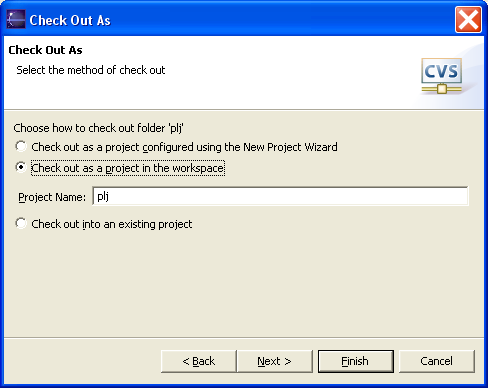 Check Out As
Check Out As
Select the method of check out
CVS
Choose how to check out folder 'plj'
Check out as a project configured using the New Project Wizard
Check out as a project in the workspace
Project Name: plj
Check out into an existing project
< Back Next > Finish Cancel